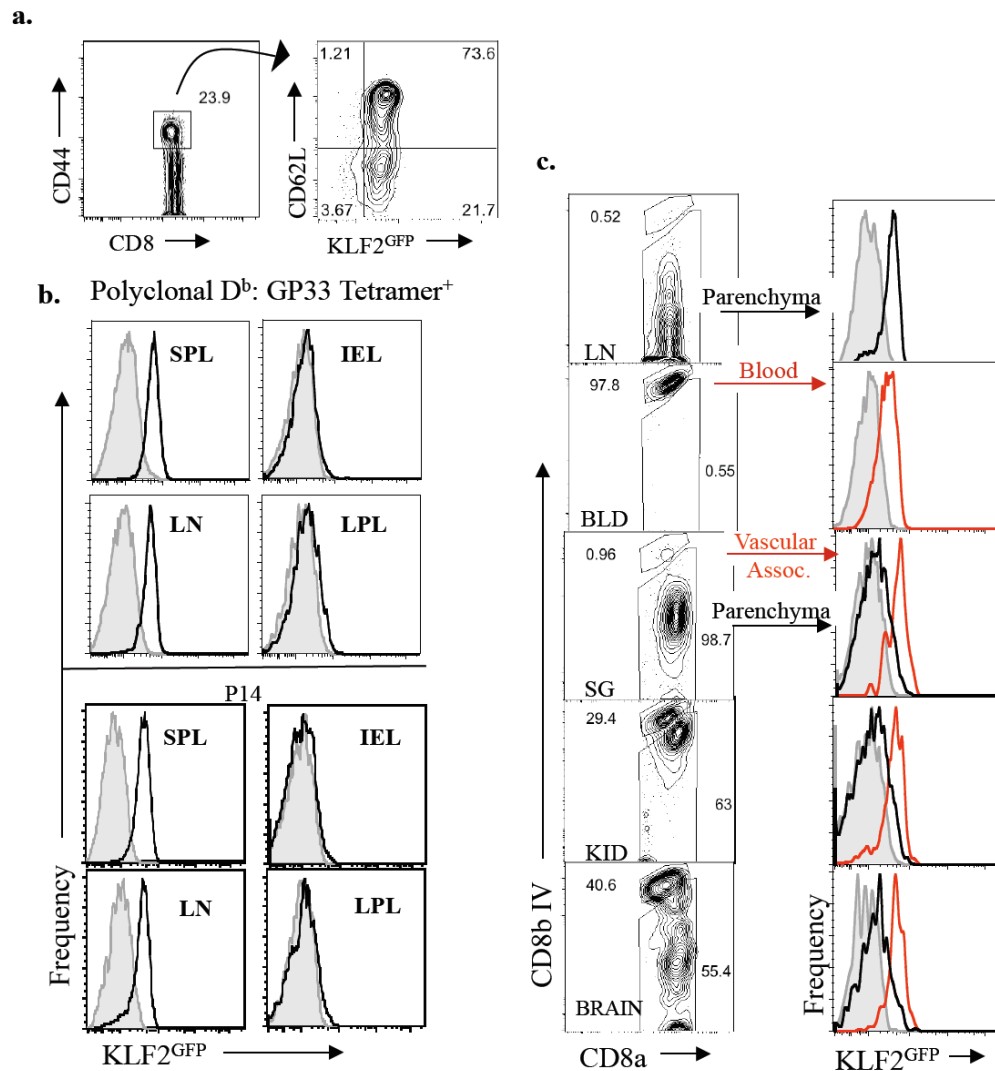 a.
23.9
CD44
CD8
1.21
73.6
CD62L
3.67
21.7
KLF2GFP
b. Polyclonal Db: GP33 Tetramer+
SPL
IEL
LN
LPL
P14
SPL
IEL
LN
LPL
Frequency
KLF2GFP
c.
0.52
LN
Parenchyma
97.8
Blood
0.55
BLD
0.96
Vascular
Assoc.
Parenchyma
98.7
SG
29.4
63
KID
40.6
55.4
BRAIN
CD8b IV
CD8a
Frequency
KLF2GFP